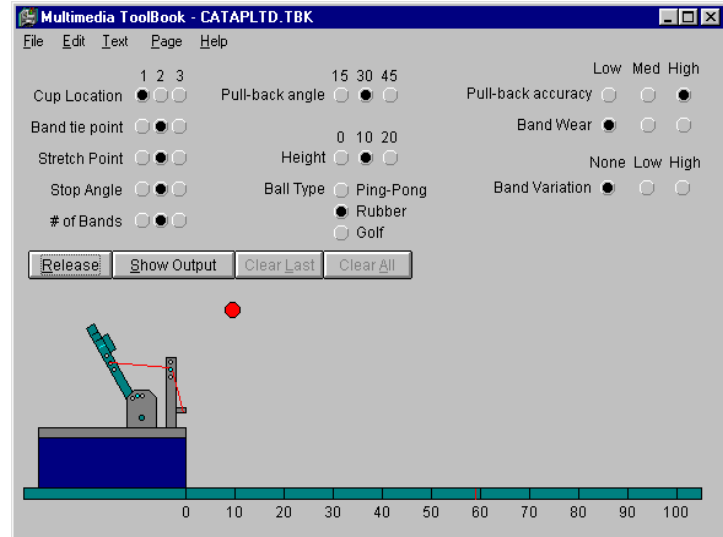 Multimedia ToolBook - CATAPLTD.TBK
File Edit Text Page Help
1 2 3
Cup Location
Band tie point
Stretch Point
Stop Angle
# of Bands
15 30 45
Pull-back angle
0 10 20
Height
Ball Type Ping-Pong
Rubber
Golf
Low Med High
Pull-back accuracy
Band Wear
None Low High
Band Variation
Release Show Output Clear Last Clear All
0 10 20 30 40 50 60 70 80 90 100